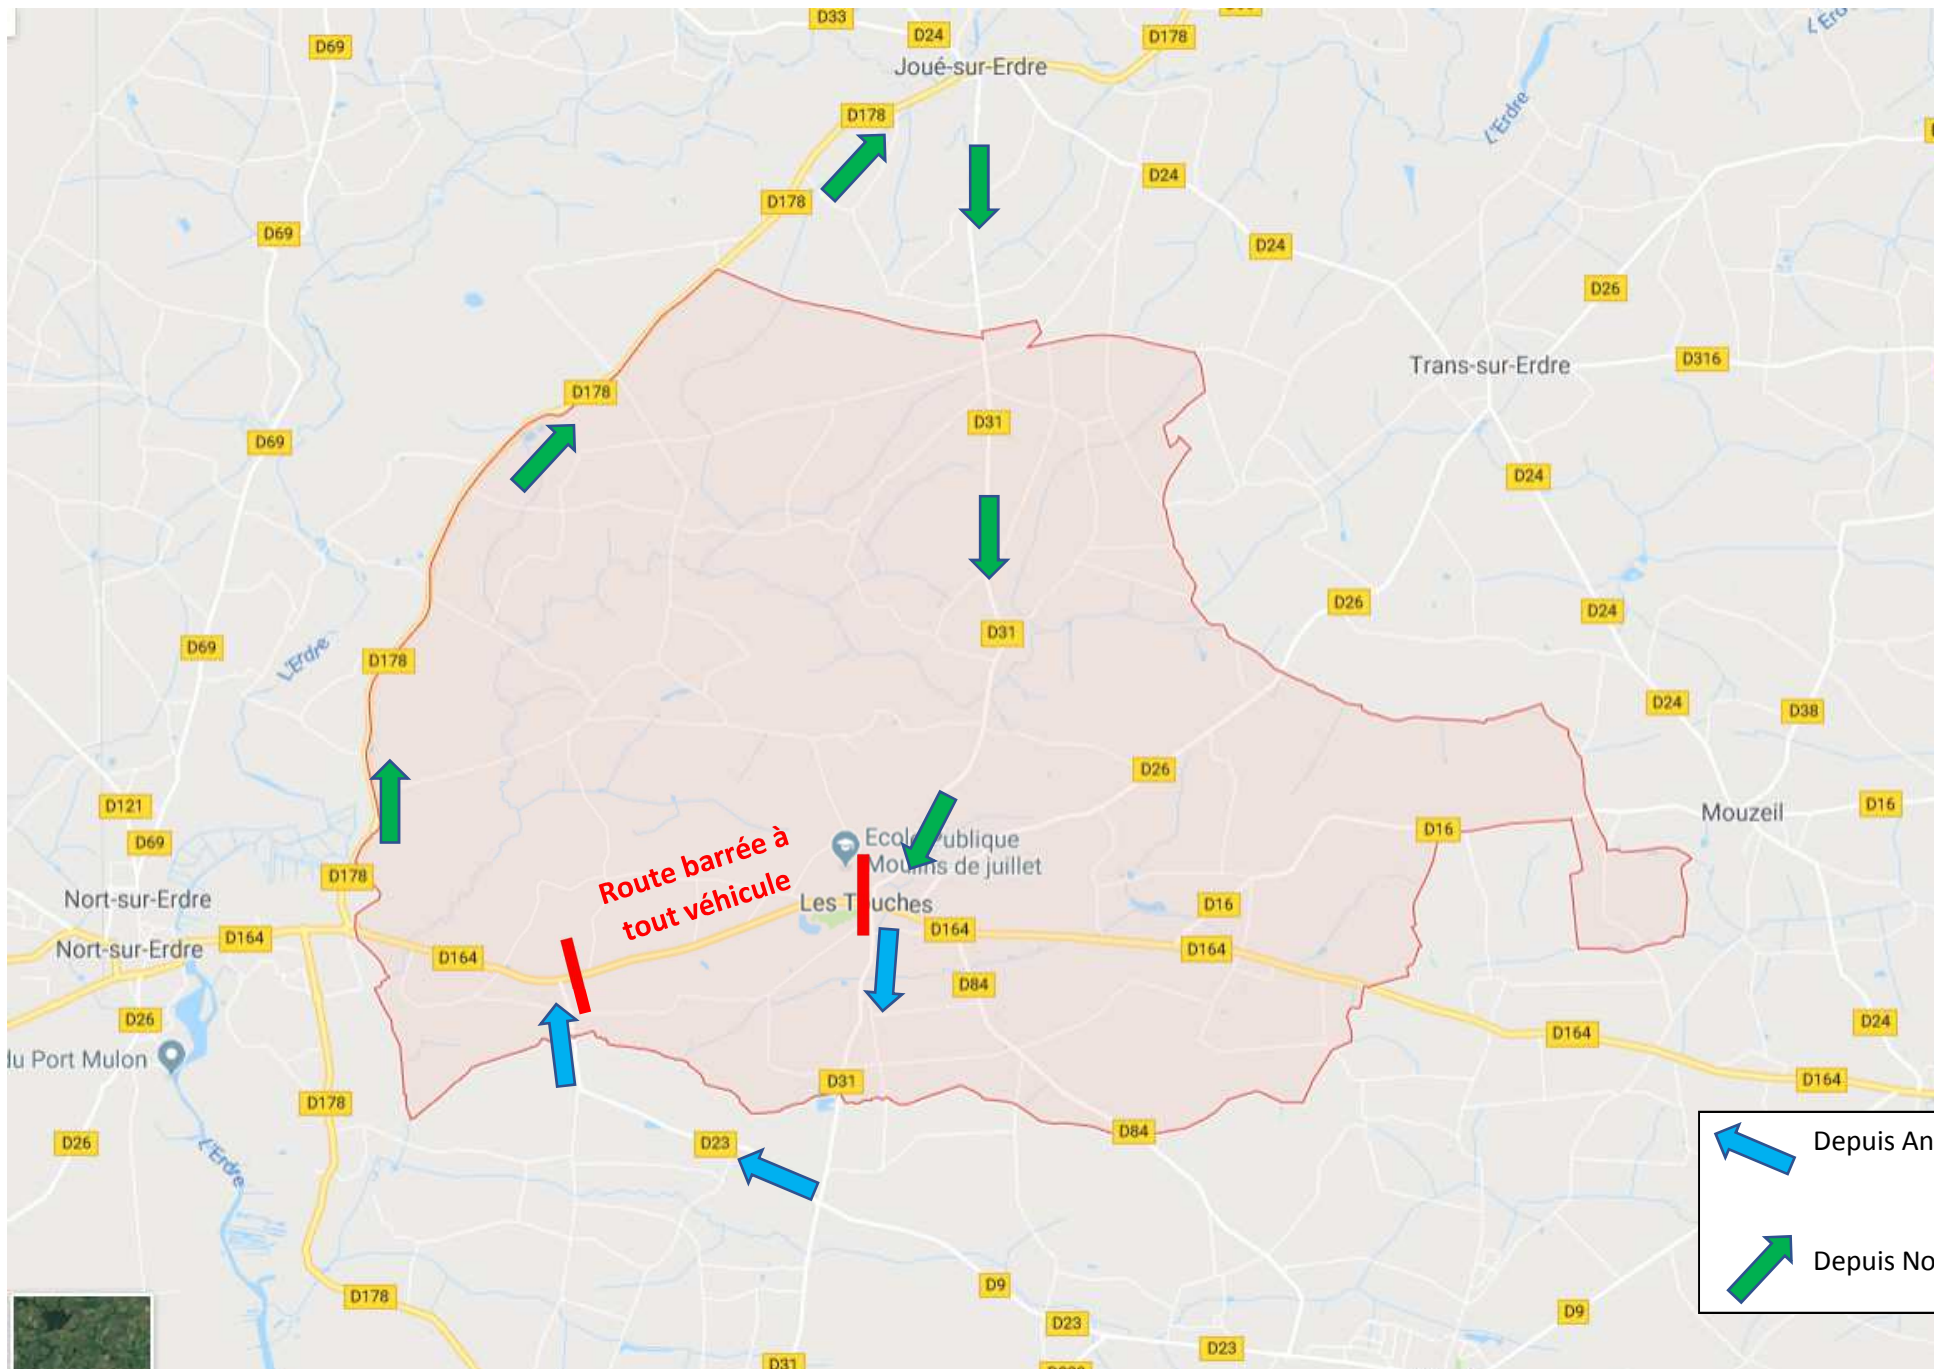 D33
D24
D178
D69
Joué-sur-Erdre
D178
L'Erdre
D24
D178
D69
D24
D26
D178
Trans-sur-Erdre
D316
D31
D69
D24
D26
D24
D31
D69
L'Erdre
D178
D24
D38
D26
D121
D16
Mouzeil
D69
D16
Ecole Publique
Moulins de juillet
Route barrée à
tout véhicule
D178
Nort-sur-Erdre
Les Touches
D16
D164
D164
Nort-sur-Erdre
D164
D164
D84
D26
D24
D164
du Port Mulon
D31
D164
D178
D84
D26
D23
L'Erdre
Depuis An
Depuis No
D9
D178
D9
D23
D23
D31